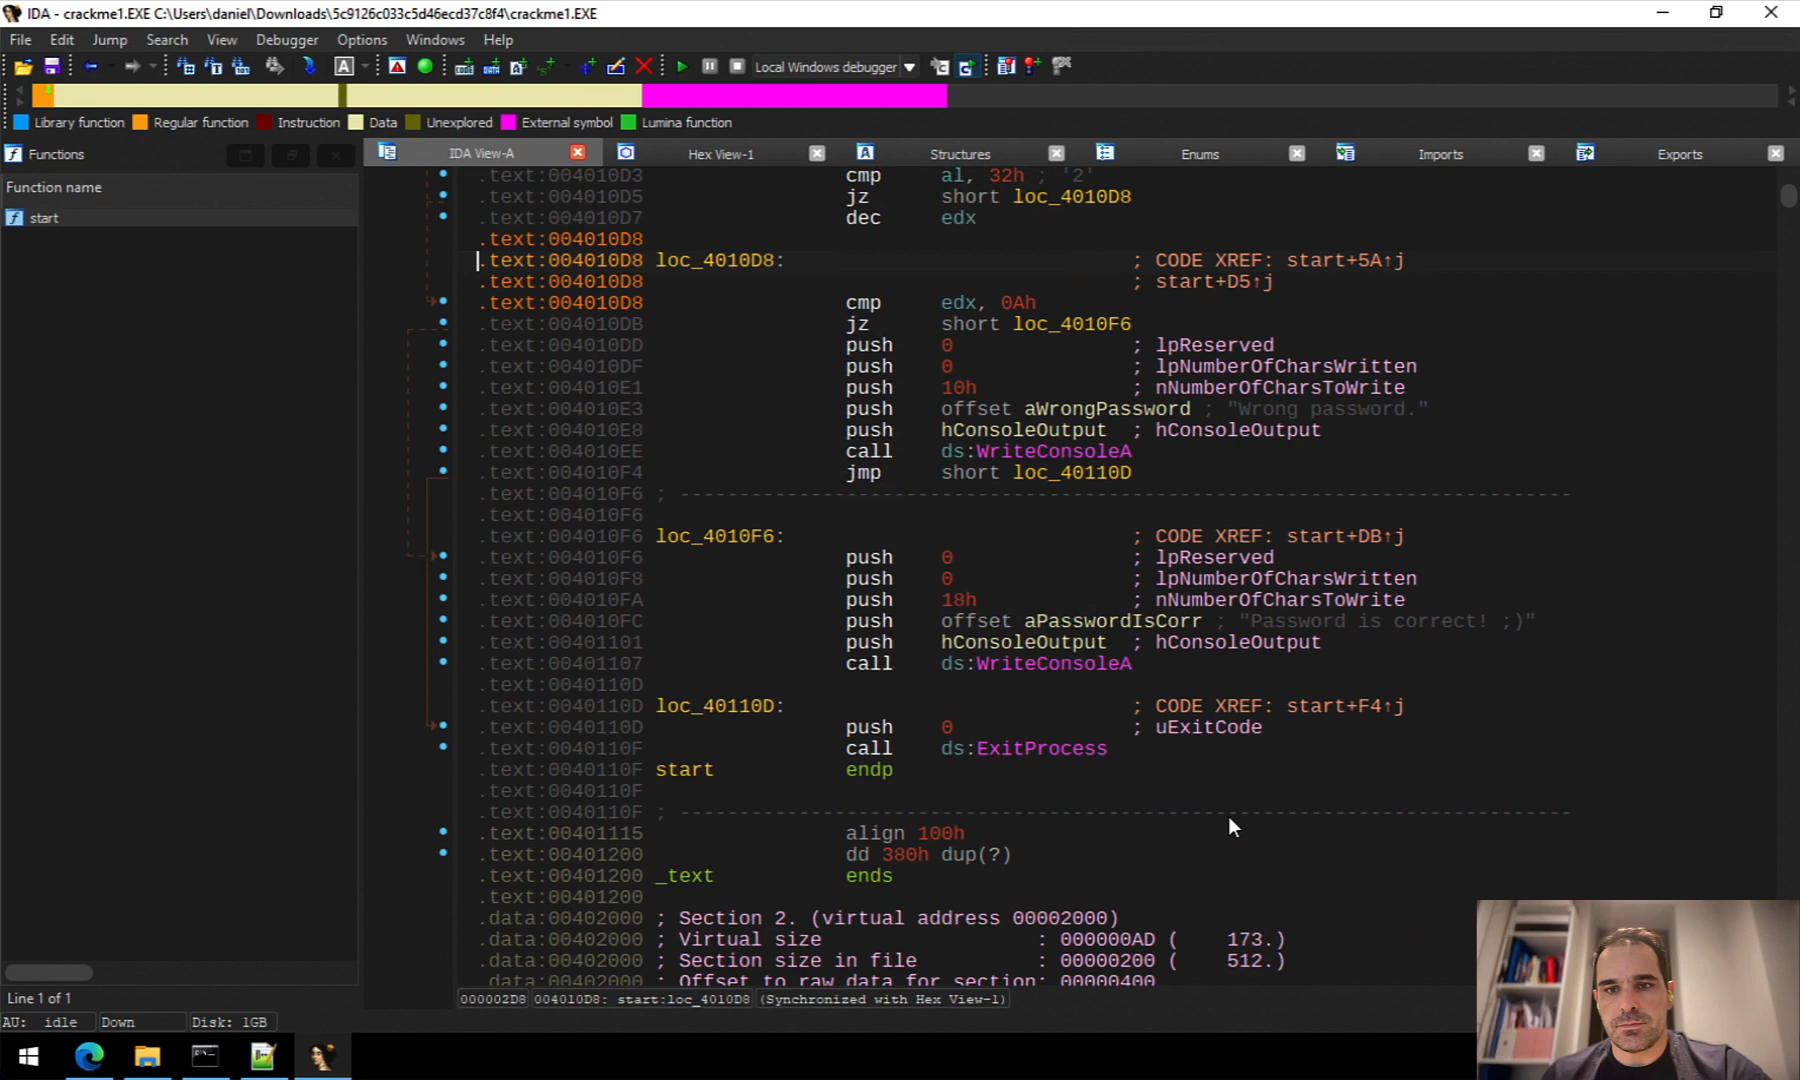 IDA - crackme1.EXE C:\Users\daniel\Downloads\5c9126c033c5d46ecd37c8f4\crackme1.EXE
File Edit Jump Search View Debugger Options Windows Help
Local Windows debugger
Library function Regular function Instruction Data Unexplored External symbol Lumina function
Functions IDA View-A Hex View-1 Structures Enums Imports Exports
Function name
start
.text:004010D3 cmp al, 32h ; '2'
.text:004010D5 jz short loc_4010D8
.text:004010D7 dec edx
.text:004010D8
.text:004010D8 loc_4010D8: ; CODE XREF: start+5A↑j
.text:004010D8 ; start+D5↑j
.text:004010D8 cmp edx, 0Ah
.text:004010DB jz short loc_4010F6
.text:004010DD push 0 ; lpReserved
.text:004010DF push 0 ; lpNumberOfCharsWritten
.text:004010E1 push 10h ; nNumberOfCharsToWrite
.text:004010E3 push offset aWrongPassword ; "Wrong password."
.text:004010E8 push hConsoleOutput ; hConsoleOutput
.text:004010EE call ds:WriteConsoleA
.text:004010F4 jmp short loc_40110D
.text:004010F6 ; ---------------------------------------------------------------------------
.text:004010F6
.text:004010F6 loc_4010F6: ; CODE XREF: start+DB↑j
.text:004010F6 push 0 ; lpReserved
.text:004010F8 push 0 ; lpNumberOfCharsWritten
.text:004010FA push 18h ; nNumberOfCharsToWrite
.text:004010FC push offset aPasswordIsCorr ; "Password is correct! ;)"
.text:00401101 push hConsoleOutput ; hConsoleOutput
.text:00401107 call ds:WriteConsoleA
.text:0040110D
.text:0040110D loc_40110D: ; CODE XREF: start+F4↑j
.text:0040110D push 0 ; uExitCode
.text:0040110F call ds:ExitProcess
.text:0040110F start endp
.text:0040110F
.text:0040110F ; ---------------------------------------------------------------------------
.text:00401115 align 100h
.text:00401200 dd 380h dup(?)
.text:00401200 _text ends
.text:00401200
.data:00402000 ; Section 2. (virtual address 00002000)
.data:00402000 ; Virtual size : 000000AD ( 173.)
.data:00402000 ; Section size in file : 00000200 ( 512.)
.data:00402000 ; Offset to raw data for section: 00000400
Line 1 of 1
000002D8 004010D8: start:loc_4010D8 (Synchronized with Hex View-1)
AU: idle Down Disk: 1GB